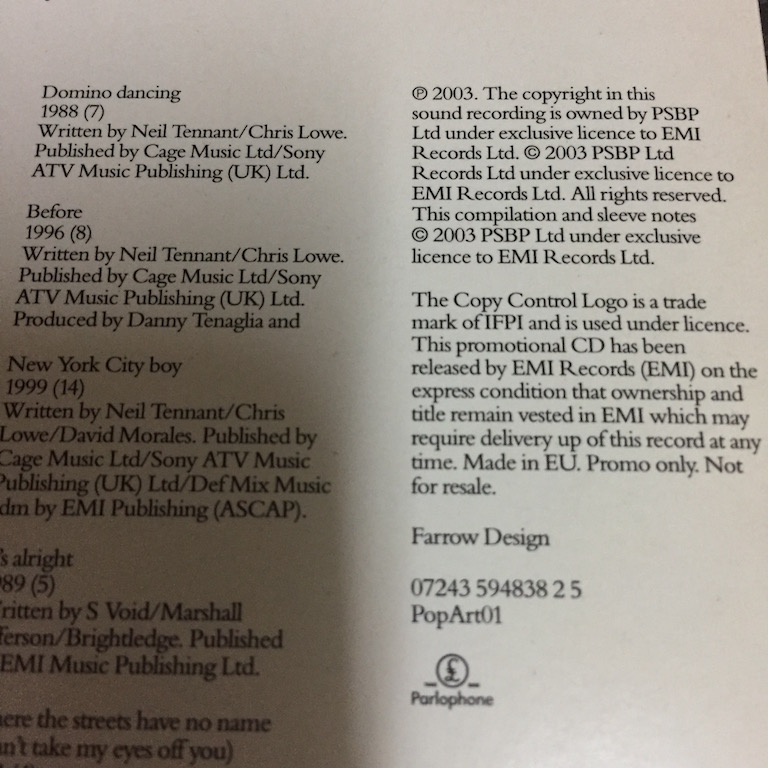 Domino dancing
1988 (7)
Written by Neil Tennant/Chris Lowe.
Published by Cage Music Ltd/Sony
ATV Music Publishing (UK) Ltd.
Before
1996 (8)
Written by Neil Tennant/Chris Lowe.
Published by Cage Music Ltd/Sony
ATV Music Publishing (UK) Ltd.
Produced by Danny Tenaglia and
New York City boy
1999 (14)
Written by Neil Tennant/Chris
Lowe/David Morales. Published by
Cage Music Ltd/Sony ATV Music
Publishing (UK) Ltd/Def Mix Music
dm by EMI Publishing (ASCAP).
's alright
89 (5)
ritten by S Void/Marshall
ferson/Brightledge. Published
EMI Music Publishing Ltd.
ere the streets have no name
n't take my eyes off you)
℗ 2003. The copyright in this
sound recording is owned by PSBP
Ltd under exclusive licence to EMI
Records Ltd. © 2003 PSBP Ltd
Records Ltd under exclusive licence to
EMI Records Ltd. All rights reserved.
This compilation and sleeve notes
© 2003 PSBP Ltd under exclusive
licence to EMI Records Ltd.
The Copy Control Logo is a trade
mark of IFPI and is used under licence.
This promotional CD has been
released by EMI Records (EMI) on the
express condition that ownership and
title remain vested in EMI which may
require delivery up of this record at any
time. Made in EU. Promo only. Not
for resale.
Farrow Design
07243 594838 2 5
PopArt01
£
Parlophone